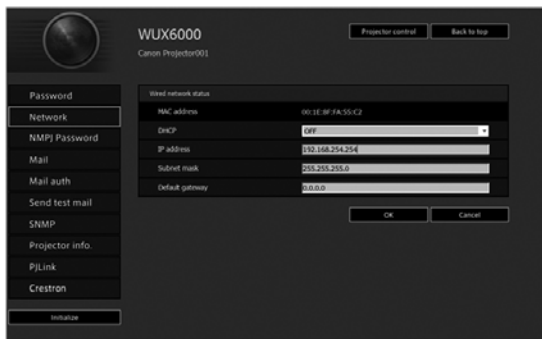 WUX6000
Canon Projector001
Projector control
Back to top
Password
Network
NMPJ Password
Mail
Mail auth
Send test mail
SNMP
Projector info.
PJLink
Crestron
Initialize
Wired network status
MAC address 00:1E:8F:FA:55:C2
DHCP OFF
IP address 192.168.254.254
Subnet mask 255.255.255.0
Default gateway 0.0.0.0
OK
Cancel